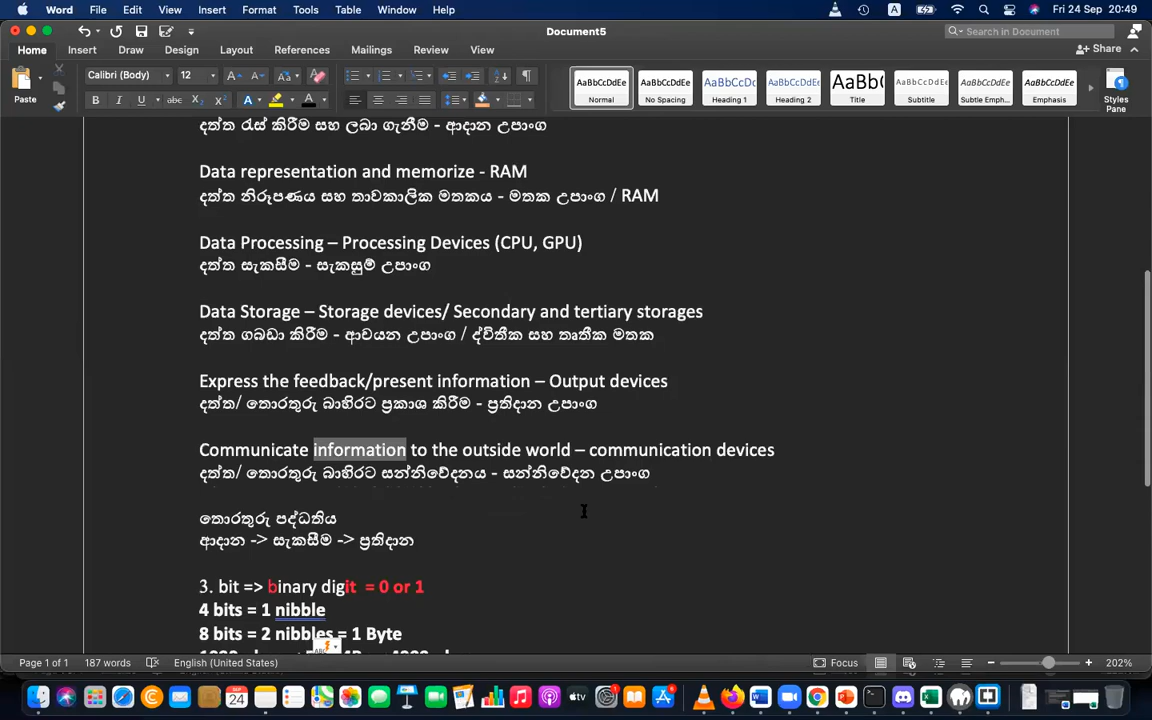 Word File Edit View Insert Format Tools Table Window Help
A Fri 24 Sep 20:49
Document5
Search in Document
Home Insert Draw Design Layout References Mailings Review View
Share
Paste
Calibri (Body) 12
AaBbCcDdEe AaBbCcDdEe AaBbCcDc AaBbCcDdEe AaBb( AaBbCcDdEe AaBbCcDdEe AaBbCcDdEe
Normal No Spacing Heading 1 Heading 2 Title Subtitle Subtle Emph... Emphasis
Styles Pane
දත්ත රැස් කිරීම සහ ලබා ගැනීම - ආදාන උපාංග
Data representation and memorize - RAM
දත්ත නිරූපණය සහ තාවකාලික මතකය - මතක උපාංග / RAM
Data Processing – Processing Devices (CPU, GPU)
දත්ත සැකසීම - සැකසුම් උපාංග
Data Storage – Storage devices/ Secondary and tertiary storages
දත්ත ගබඩා කිරීම - ආචයන උපාංග / ද්විතීක සහ තෘතීක මතක
Express the feedback/present information – Output devices
දත්ත/ තොරතුරු බාහිරට ප්‍රකාශ කිරීම - ප්‍රතිදාන උපාංග
Communicate information to the outside world – communication devices
දත්ත/ තොරතුරු බාහිරට සන්නිවේදනය - සන්නිවේදන උපාංග
තොරතුරු පද්ධතිය
ආදාන -> සැකසීම -> ප්‍රතිදාන
3. bit => binary digit = 0 or 1
4 bits = 1 nibble
8 bits = 2 nibbles = 1 Byte
Page 1 of 1 187 words English (United States) Focus 202%